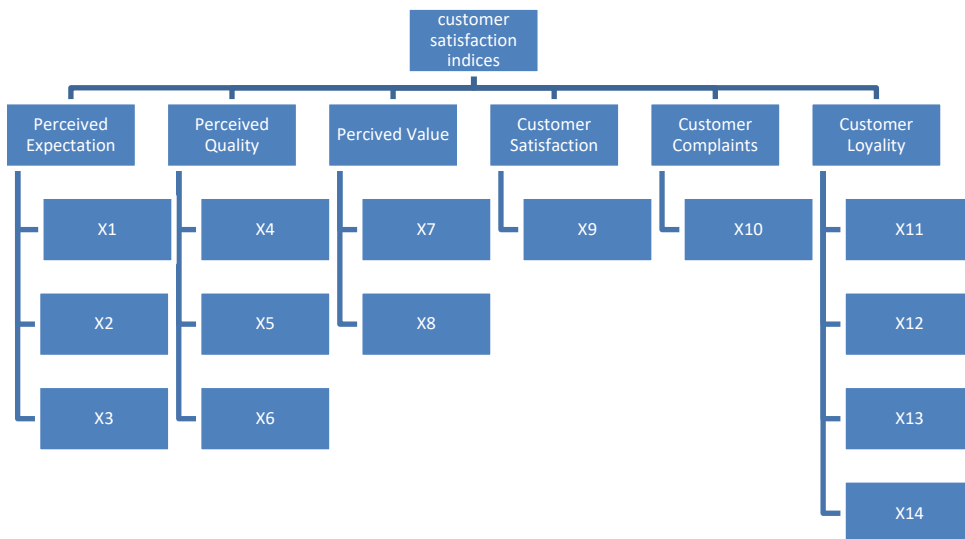 customer
satisfaction
indices
Perceived
Expectation
Perceived
Quality
Percived Value
Customer
Satisfaction
Customer
Complaints
Customer
Loyality
X1
X4
X7
X9
X10
X11
X2
X5
X8
X12
X3
X6
X13
X14